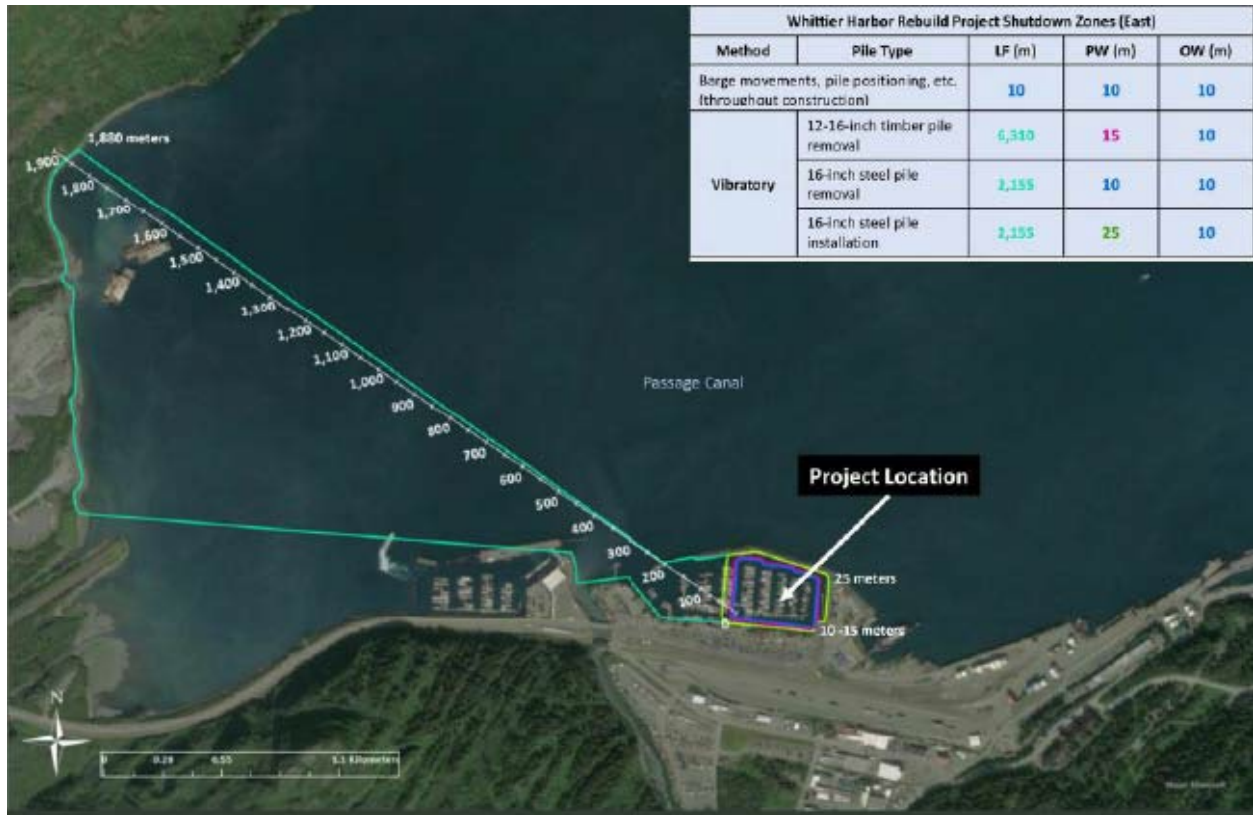 Whittier Harbor Rebuild Project Shutdown Zones (East)
Method Pile Type LF (m) PW (m) OW (m)
Barge movements, pile positioning, etc.
(throughout construction) 10 10 10
Vibratory
12-16-inch timber pile
removal 6,310 15 10
16-inch steel pile
removal 2,155 10 10
16-inch steel pile
installation 2,155 25 10
1,880 meters
1,900
1,800
1,700
1,600
1,500
1,400
1,300
1,200
1,100
1,000
900
800
700
600
500
400
300
200
100
0
Passage Canal
Project Location
25 meters
10 -15 meters
N
0 0.28 0.55 1.1 Kilometers